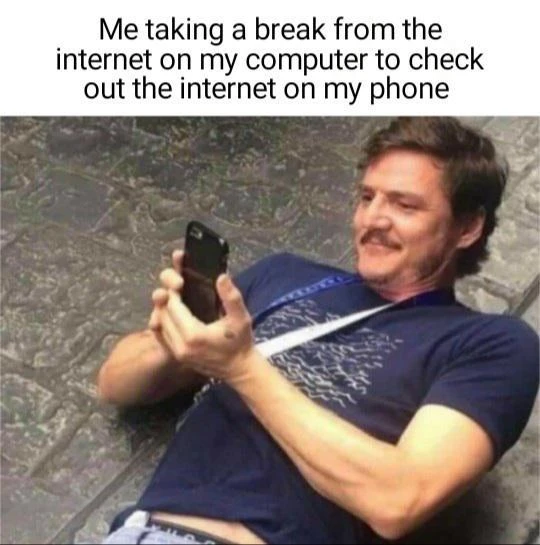 Me taking a break from the
internet on my computer to check
out the internet on my phone